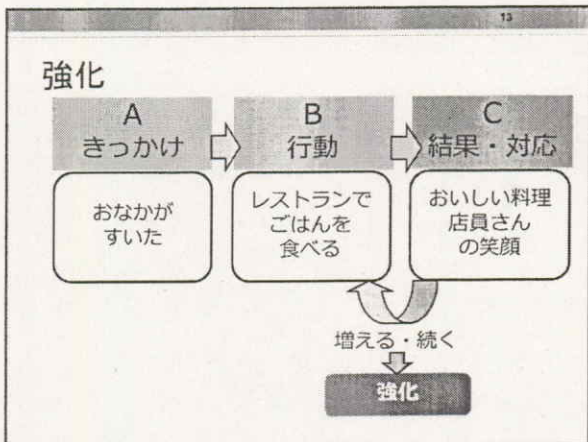 13
強化
A
きっかけ
B
行動
C
結果・対応
おなかが
すいた
レストランで
ごはんを
食べる
おいしい料理
店員さん
の笑顔
増える・続く
強化